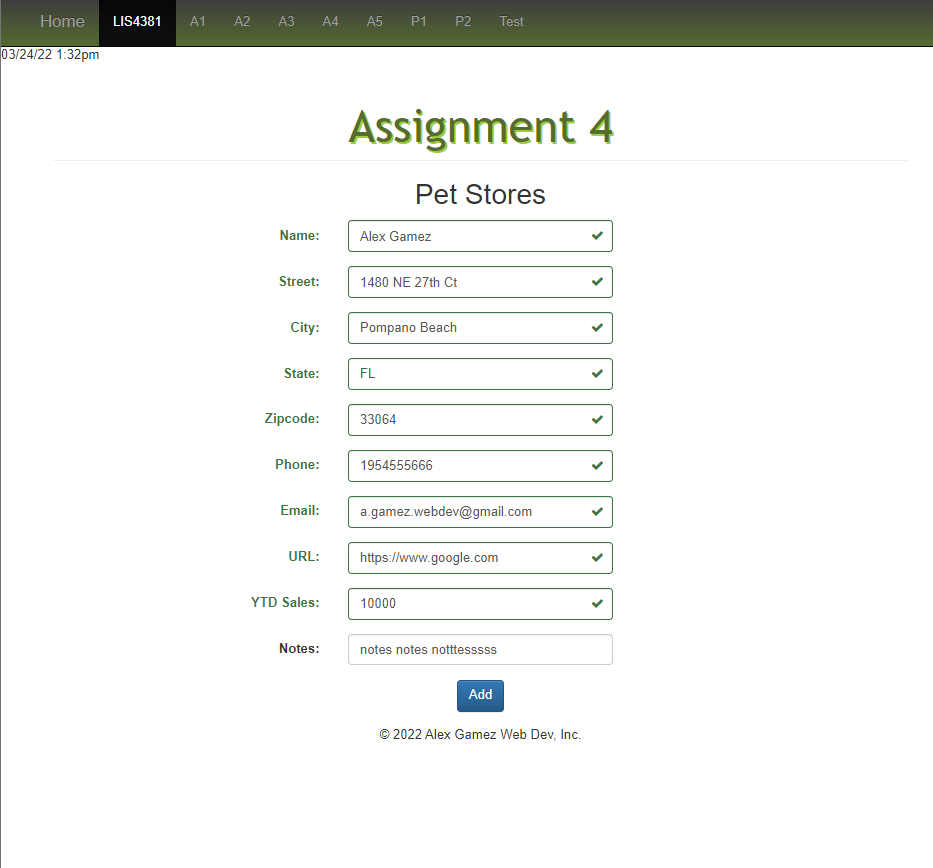 Home LIS4381 A1 A2 A3 A4 A5 P1 P2 Test
03/24/22 1:32pm
Assignment 4
Pet Stores
Name: Alex Gamez
Street: 1480 NE 27th Ct
City: Pompano Beach
State: FL
Zipcode: 33064
Phone: 1954555666
Email: a.gamez.webdev@gmail.com
URL: https://www.google.com
YTD Sales: 10000
Notes: notes notes notttesssss
Add
© 2022 Alex Gamez Web Dev, Inc.